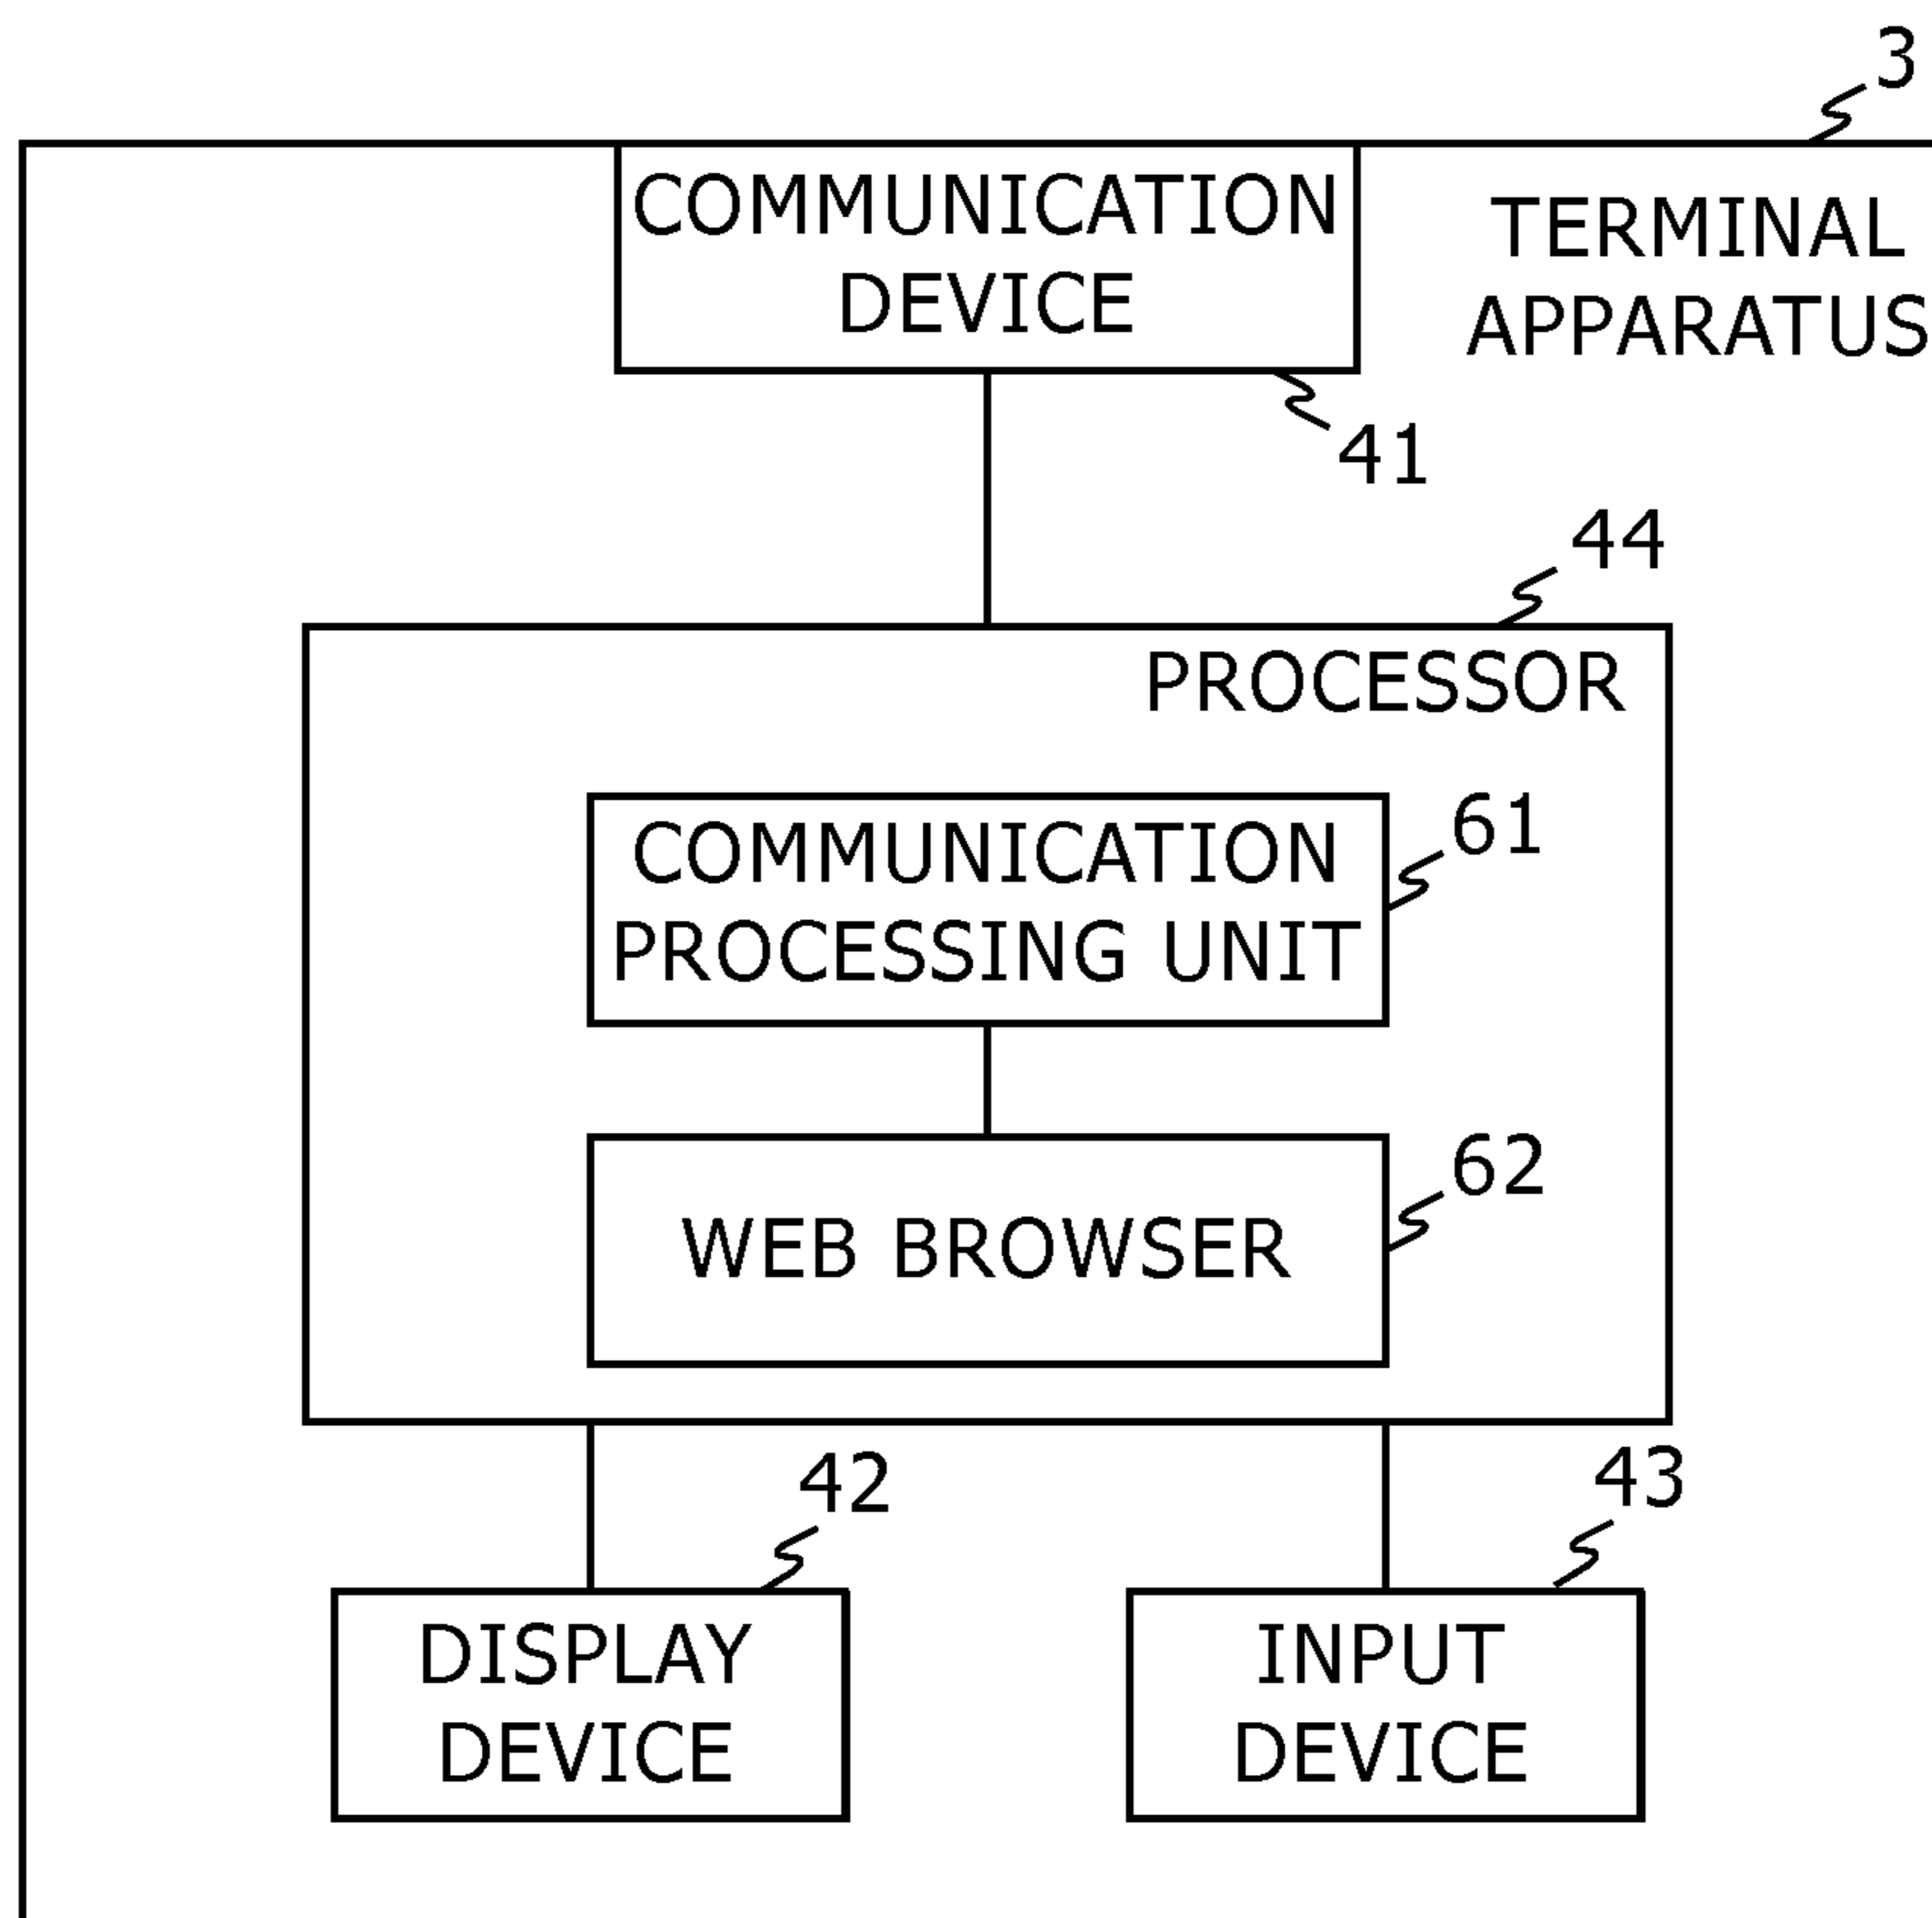 3
COMMUNICATION
DEVICE
TERMINAL
APPARATUS
41
44
PROCESSOR
COMMUNICATION
PROCESSING UNIT
61
WEB BROWSER
62
42
43
DISPLAY
DEVICE
INPUT
DEVICE